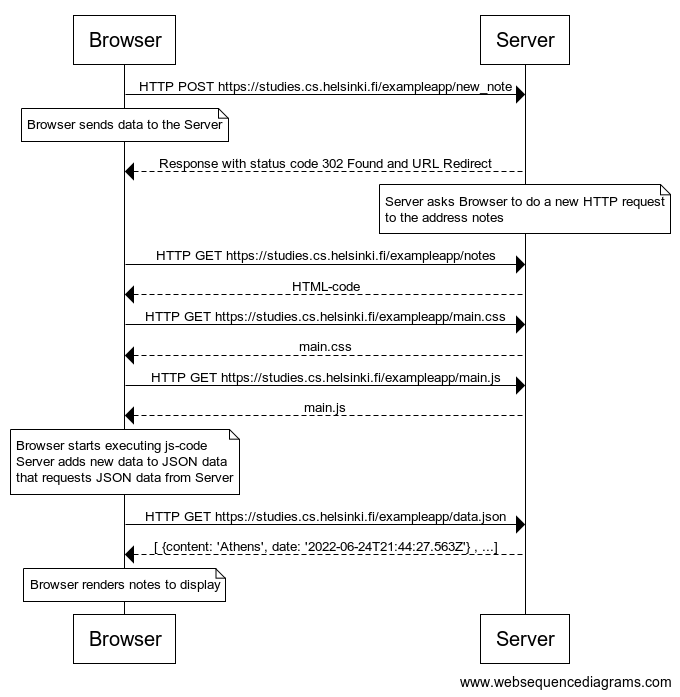 Browser
Server
HTTP POST https://studies.cs.helsinki.fi/exampleapp/new_note
Browser sends data to the Server
Response with status code 302 Found and URL Redirect
Server asks Browser to do a new HTTP request
to the address notes
HTTP GET https://studies.cs.helsinki.fi/exampleapp/notes
HTML-code
HTTP GET https://studies.cs.helsinki.fi/exampleapp/main.css
main.css
HTTP GET https://studies.cs.helsinki.fi/exampleapp/main.js
main.js
Browser starts executing js-code
Server adds new data to JSON data
that requests JSON data from Server
HTTP GET https://studies.cs.helsinki.fi/exampleapp/data.json
[ {content: 'Athens', date: '2022-06-24T21:44:27.563Z'} , ...]
Browser renders notes to display
Browser
Server
www.websequencediagrams.com